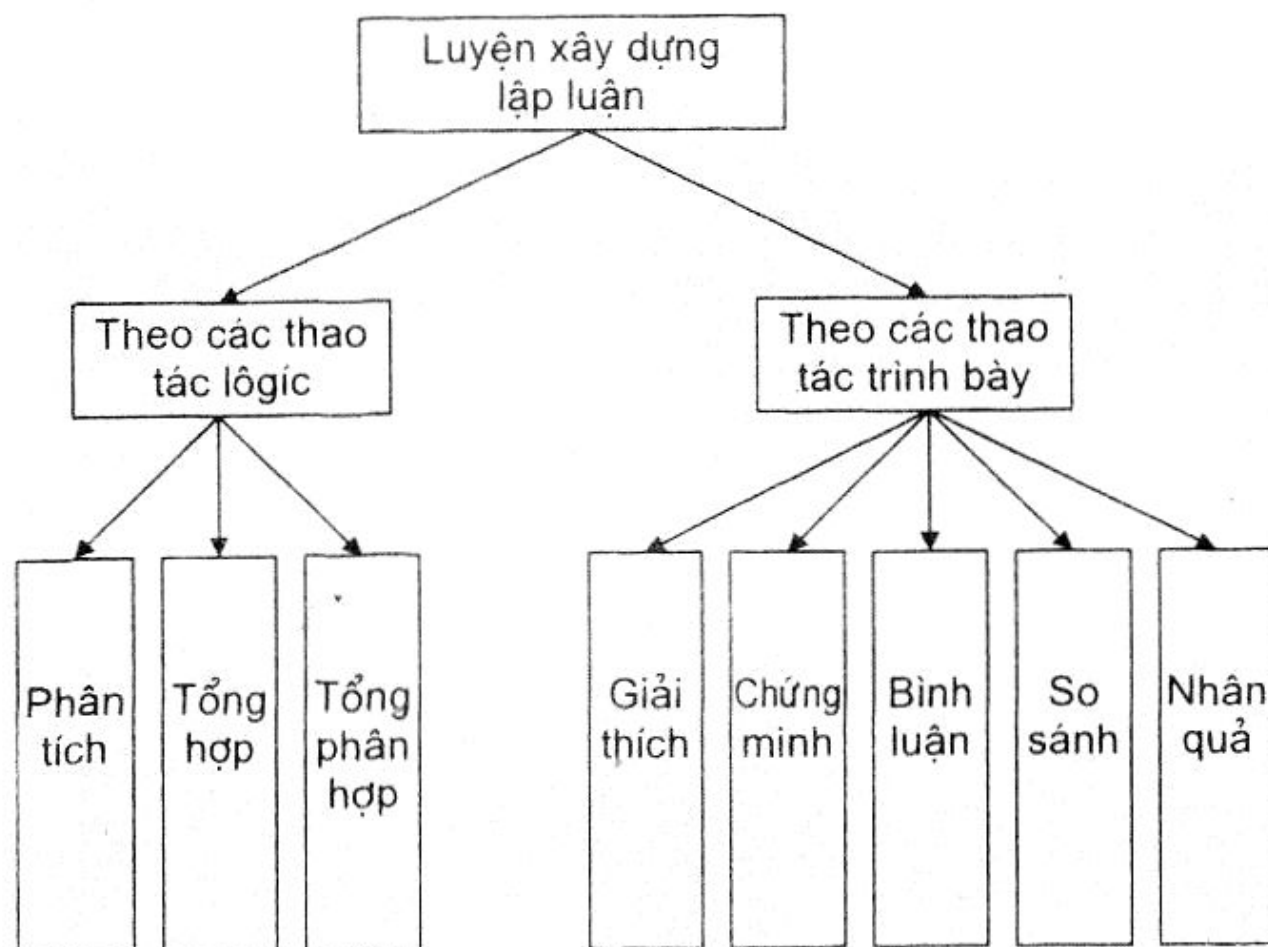 Luyện xây dựng
lập luận
Theo các thao
tác lôgíc
Theo các thao
tác trình bày
Phân
tích
Tổng
hợp
Tổng
phân
hợp
Giải
thích
Chứng
minh
Bình
luận
So
sánh
Nhân
quả